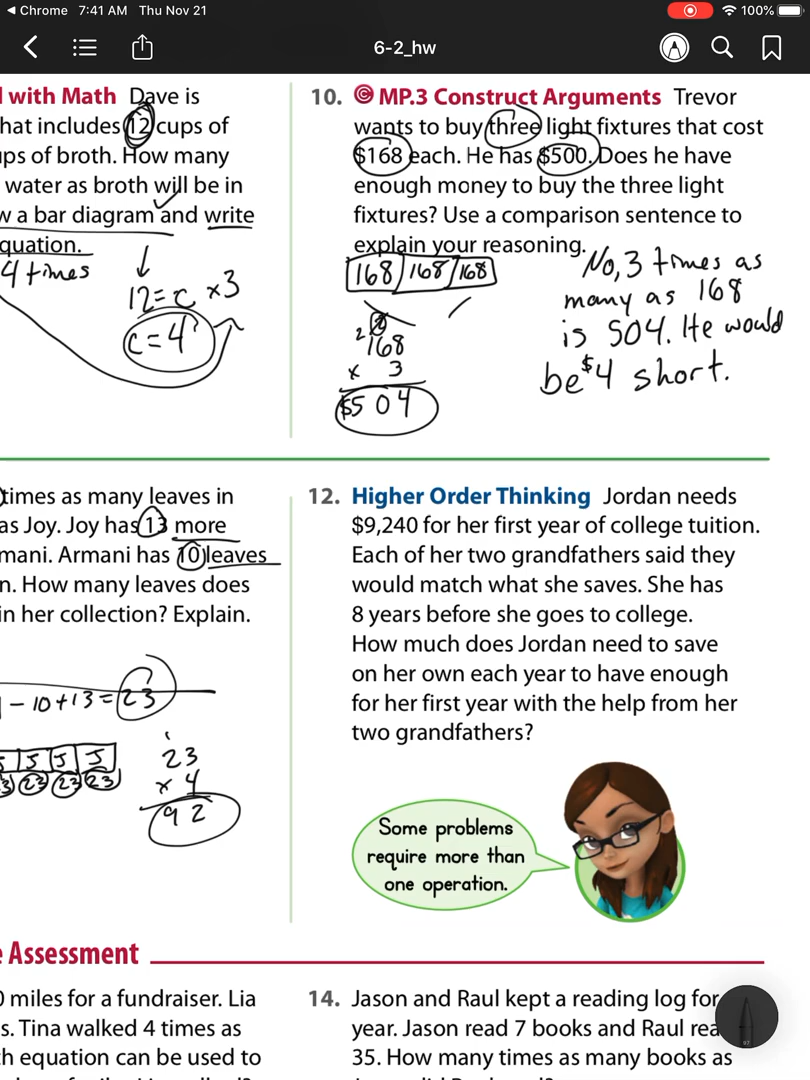 Chrome 7:41 AM Thu Nov 21
100%
6-2_hw
with Math Dave is
hat includes 12 cups of
ups of broth. How many
water as broth will be in
w a bar diagram and write
quation.
4 times
12 = c x 3
c = 4
10. MP.3 Construct Arguments Trevor
wants to buy three light fixtures that cost
$168 each. He has $500. Does he have
enough money to buy the three light
fixtures? Use a comparison sentence to
explain your reasoning.
168 168 168
2 2
168
x 3
$504
No, 3 times as
many as 168
is 504. He would
be $4 short.
times as many leaves in
as Joy. Joy has 13 more
mani. Armani has 10 leaves
n. How many leaves does
in her collection? Explain.
- 10 + 13 = 23
J J J
23 23 23
1
23
x 4
92
12. Higher Order Thinking Jordan needs
$9,240 for her first year of college tuition.
Each of her two grandfathers said they
would match what she saves. She has
8 years before she goes to college.
How much does Jordan need to save
on her own each year to have enough
for her first year with the help from her
two grandfathers?
Some problems
require more than
one operation.
Assessment
0 miles for a fundraiser. Lia
s. Tina walked 4 times as
h equation can be used to
14. Jason and Raul kept a reading log for
year. Jason read 7 books and Raul rea
35. How many times as many books as
97